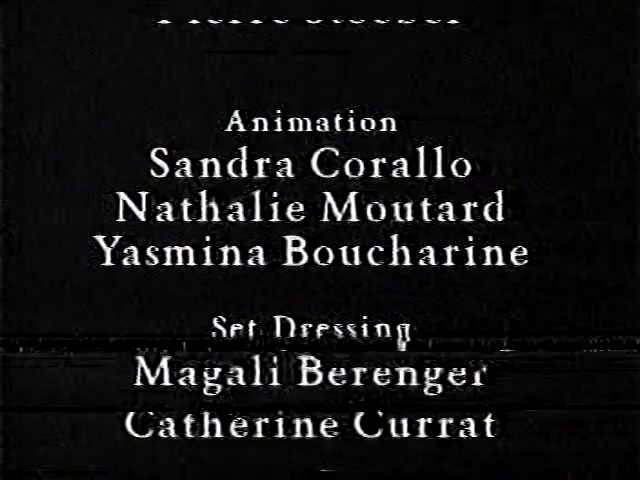 Animation
Sandra Corallo
Nathalie Moutard
Yasmina Boucharine
Set Dressing
Magali Berenger
Catherine Currat